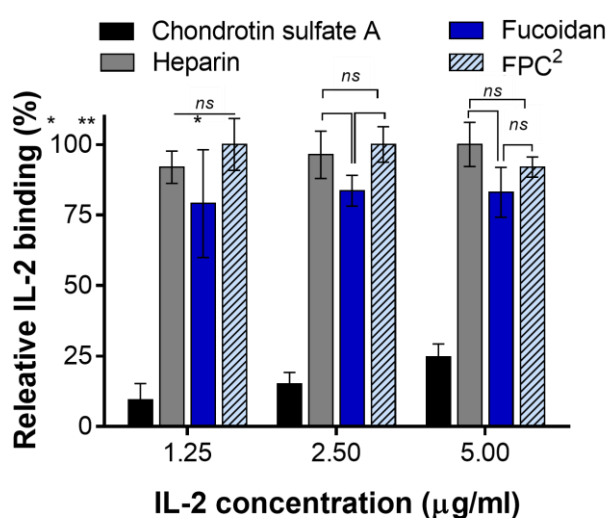 Chondrotin sulfate A
Fucoidan
Heparin
FPC²
Releative IL-2 binding (%)
* ** ns * ns ns ns
100
75
50
25
0
1.25 2.50 5.00
IL-2 concentration (μg/ml)